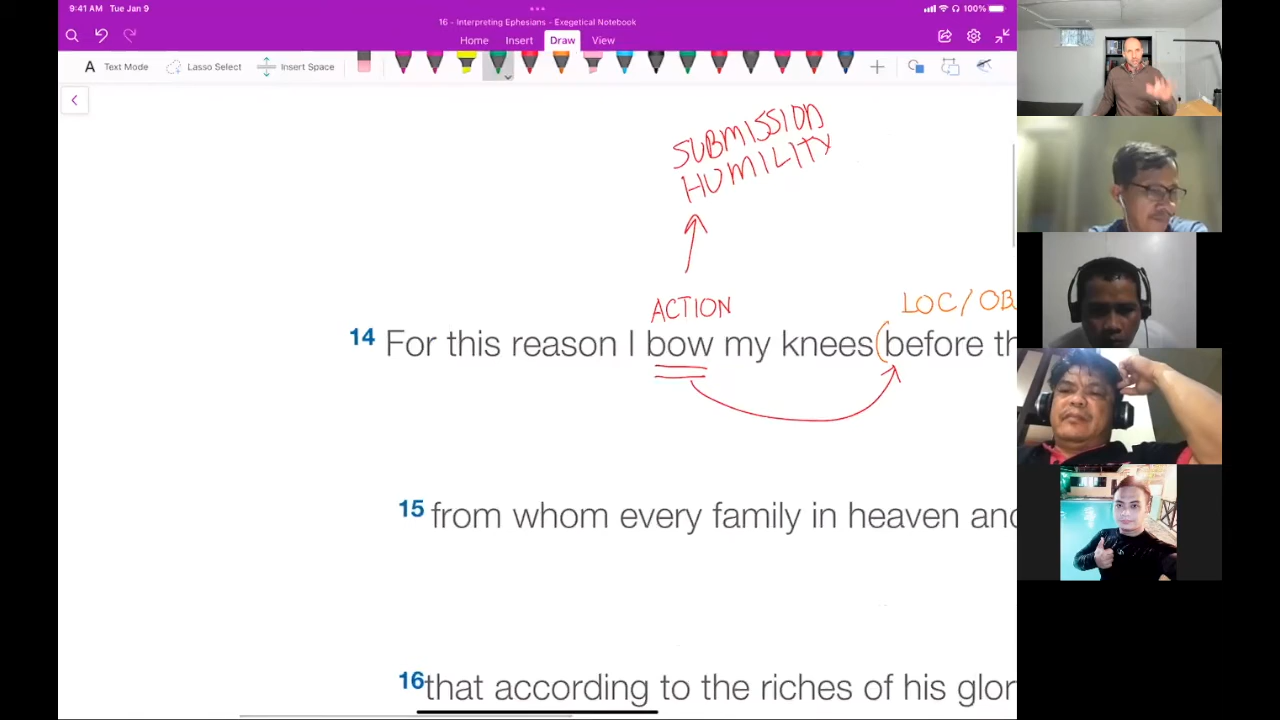 9:41 AM Tue Jan 9
100%
16 - Interpreting Ephesians - Exegetical Notebook
Home Insert Draw View
A Text Mode Lasso Select Insert Space
SUBMISSION
HUMILITY
ACTION
LOC/OB
14 For this reason I bow my knees (before th
15 from whom every family in heaven and
16 that according to the riches of his glor